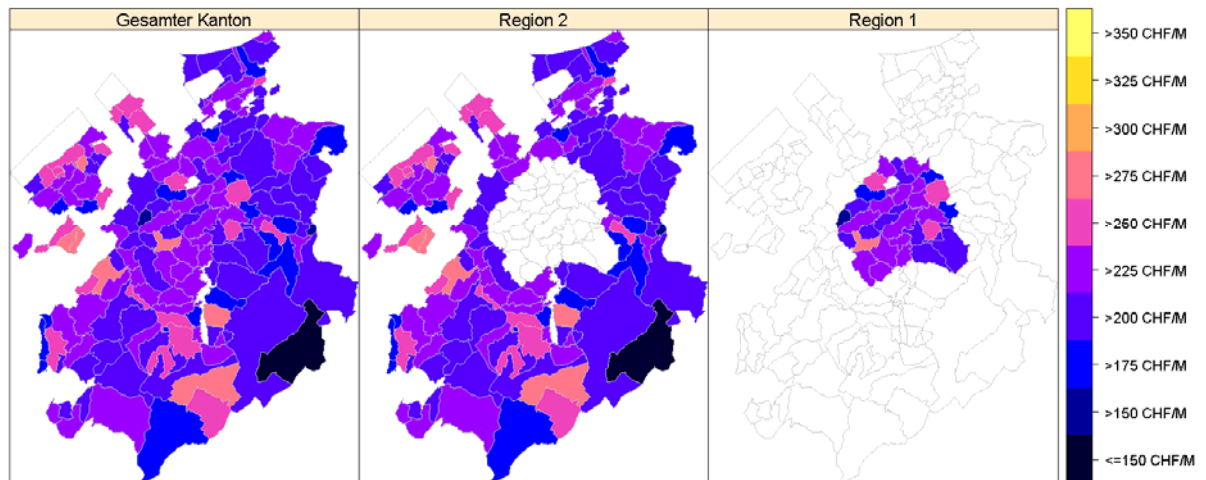 Gesamter Kanton
Region 2
Region 1
>350 CHF/M
>325 CHF/M
>300 CHF/M
>275 CHF/M
>260 CHF/M
>225 CHF/M
>200 CHF/M
>175 CHF/M
>150 CHF/M
<=150 CHF/M